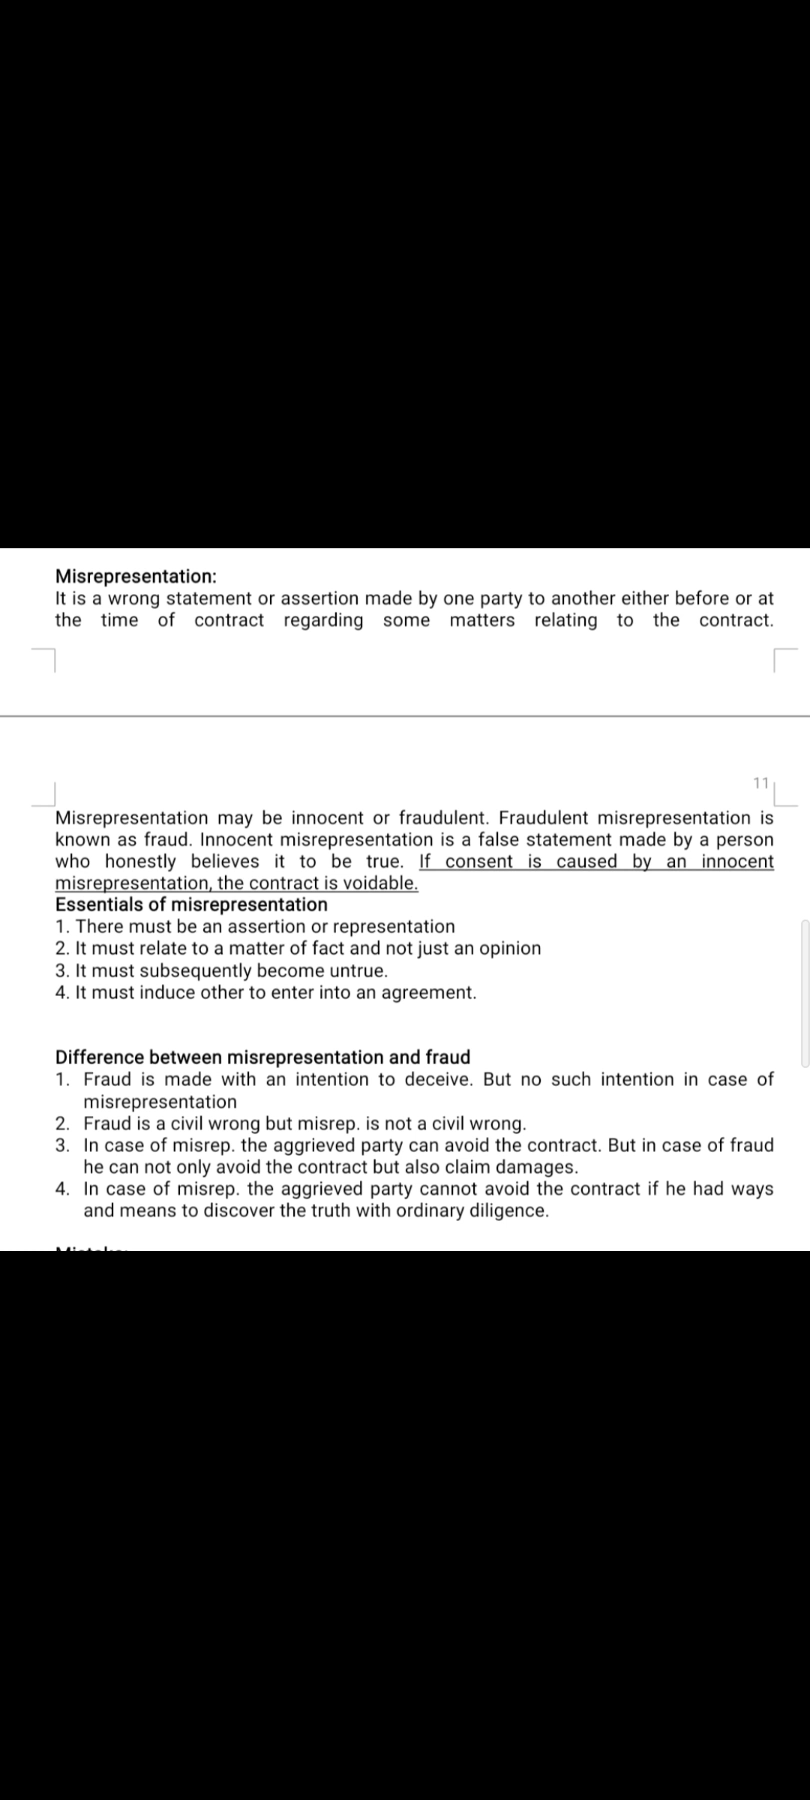 Misrepresentation:
It is a wrong statement or assertion made by one party to another either before or at
the time of contract regarding some matters relating to the contract.
11
Misrepresentation may be innocent or fraudulent. Fraudulent misrepresentation is
known as fraud. Innocent misrepresentation is a false statement made by a person
who honestly believes it to be true. If consent is caused by an innocent
misrepresentation, the contract is voidable.
Essentials of misrepresentation
1. There must be an assertion or representation
2. It must relate to a matter of fact and not just an opinion
3. It must subsequently become untrue.
4. It must induce other to enter into an agreement.
Difference between misrepresentation and fraud
1. Fraud is made with an intention to deceive. But no such intention in case of
misrepresentation
2. Fraud is a civil wrong but misrep. is not a civil wrong.
3. In case of misrep. the aggrieved party can avoid the contract. But in case of fraud
he can not only avoid the contract but also claim damages.
4. In case of misrep. the aggrieved party cannot avoid the contract if he had ways
and means to discover the truth with ordinary diligence.